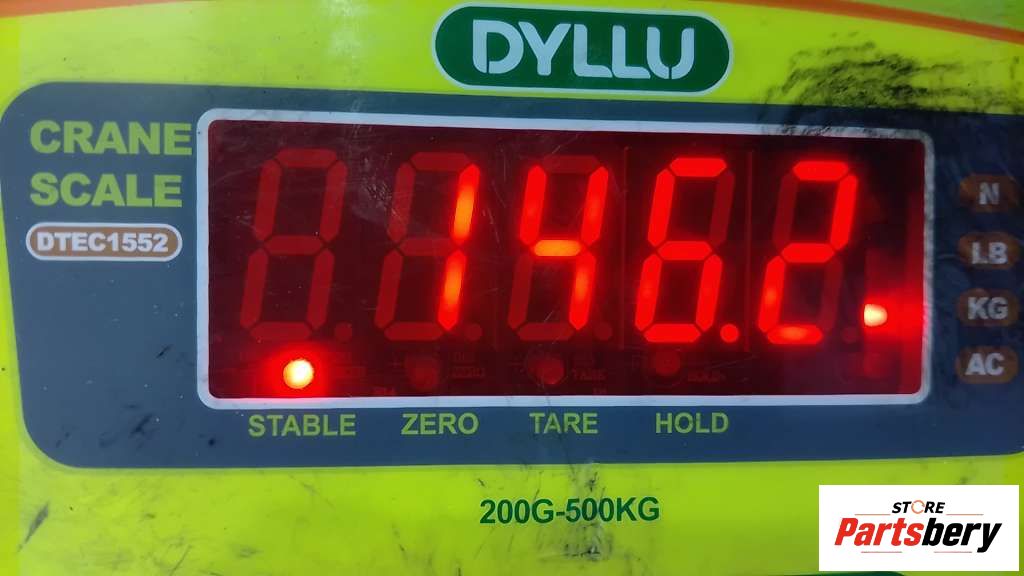 DYLLU
CRANE
SCALE
DTEC1552
146.2
N
LB
KG
AC
STABLE ZERO TARE HOLD
200G-500KG
STORE
Partsbery